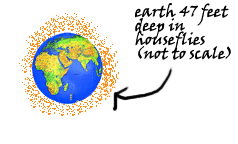 earth 47 feet
deep in
houseflies
(not to scale)